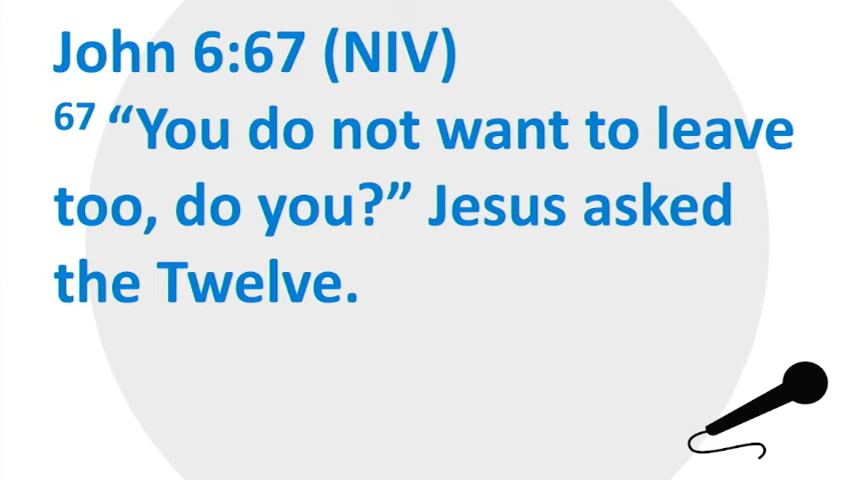 John 6:67 (NIV)
67 “You do not want to leave
too, do you?” Jesus asked
the Twelve.